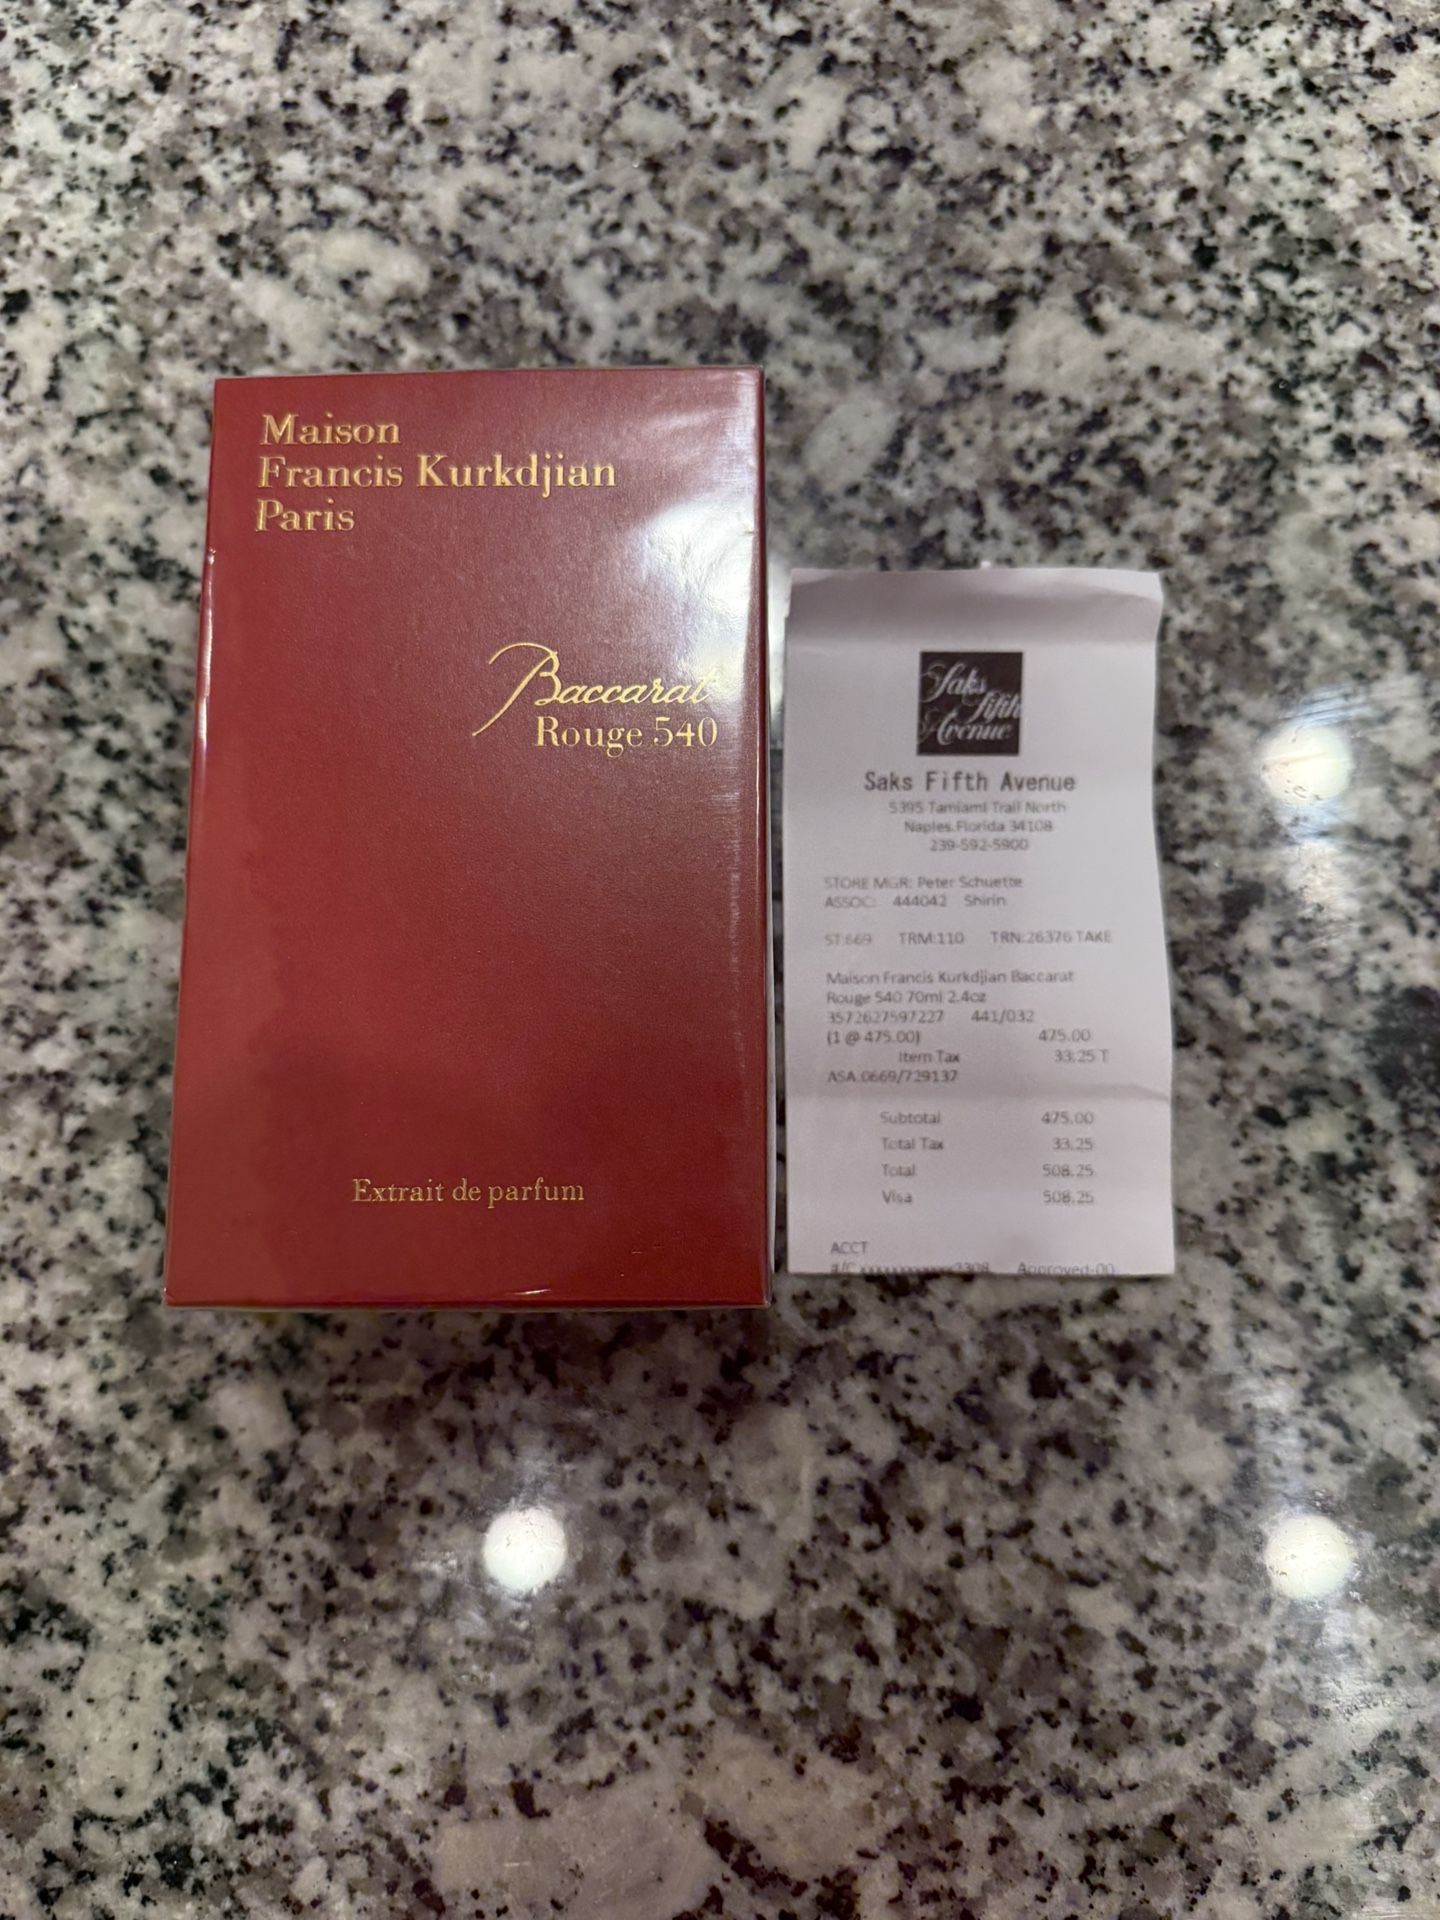 Maison
Francis Kurkdjian
Paris
Baccarat
Rouge 540
Extrait de parfum
Saks
fifth
Avenue
Saks Fifth Avenue
5395 Tamiami Trail North
Naples.Florida 34108
239-592-5900
STORE MGR: Peter Schuette
ASSOC: 444042 Shirin
ST:669 TRM:110 TRN:26376 TAKE
Maison Francis Kurkdjian Baccarat
Rouge 540 70ml 2.4oz
3572627597227 441/032
(1 @ 475.00) 475.00
Item Tax 33.25 T
ASA 0669/729137
Subtotal 475.00
Total Tax 33.25
Total 508.25
Visa 508.25
ACCT
Approved-00